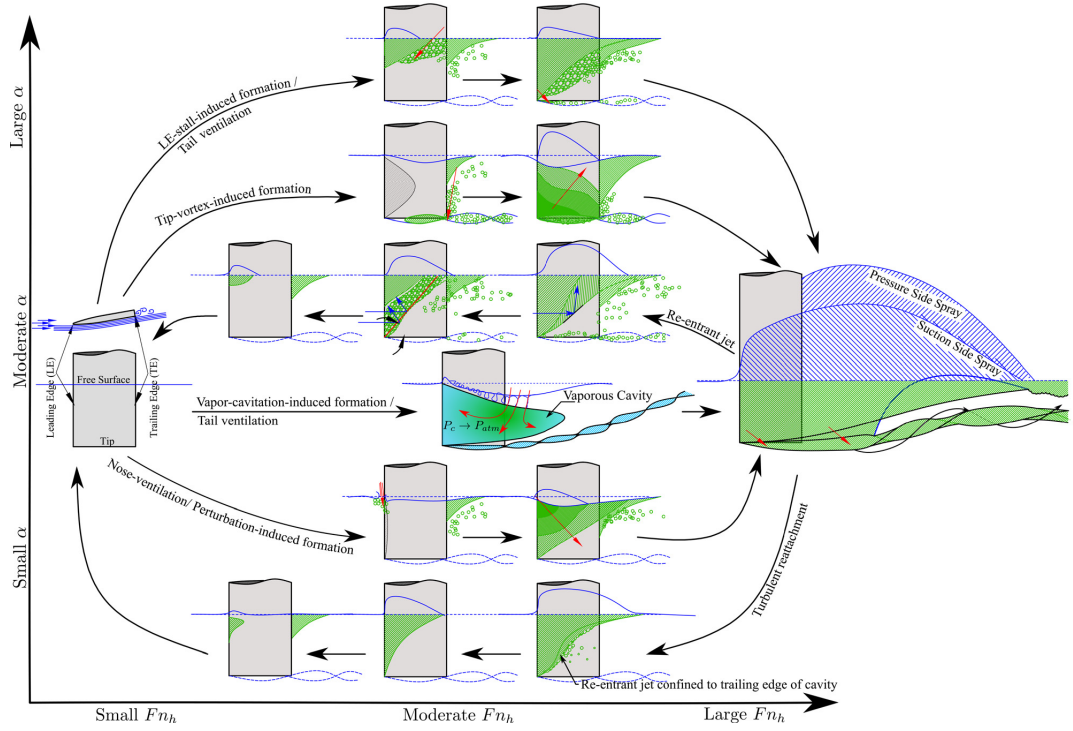 Large α
LE-stall-induced formation /
Tail ventilation
Tip-vortex-induced formation
Moderate α
Pressure Side Spray
Suction Side Spray
Re-entrant jet
Leading Edge (LE)
Free Surface
Trailing Edge (TE)
Tip
Vapor-cavitation-induced formation /
Tail ventilation
Vaporous Cavity
P_c → P_atm
Nose-ventilation/ Perturbation-induced formation
Small α
Turbulent reattachment
Re-entrant jet confined to trailing edge of cavity
Small Fn_h
Moderate Fn_h
Large Fn_h